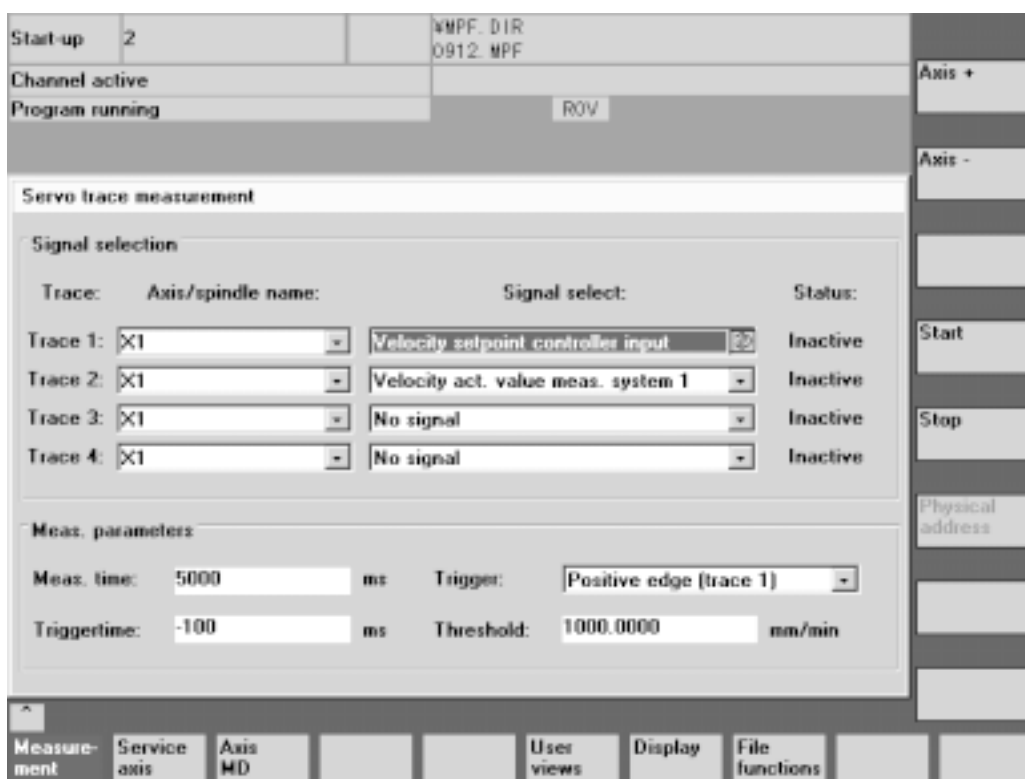 Start-up 2 ¥MPF.DIR
0912.MPF
Channel active
Program running ROV
Servo trace measurement
Signal selection
Trace: Axis/spindle name: Signal select: Status:
Trace 1: X1 Velocity setpoint controller input Inactive
Trace 2: X1 Velocity act. value meas. system 1 Inactive
Trace 3: X1 No signal Inactive
Trace 4: X1 No signal Inactive
Meas. parameters
Meas. time: 5000 ms Trigger: Positive edge (trace 1)
Triggertime: -100 ms Threshold: 1000.0000 mm/min
Axis +
Axis -
Start
Stop
Physical
address
^
Measure-
ment
Service
axis
Axis
MD
User
views
Display
File
functions